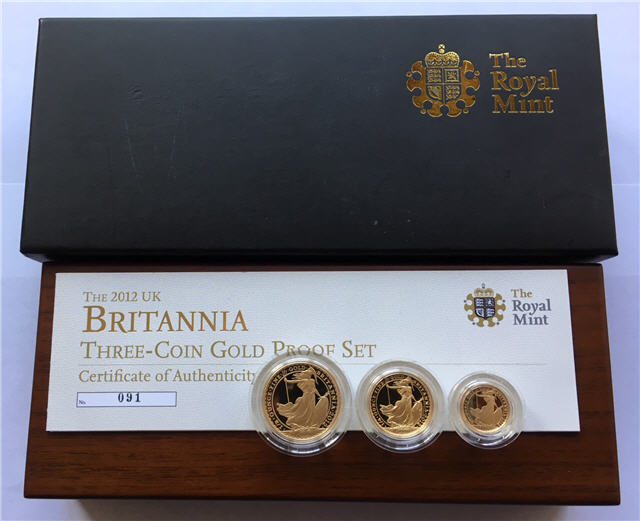 The
Royal
Mint
THE 2012 UK
BRITANNIA
THREE-COIN GOLD PROOF SET
Certificate of Authenticity
No. 091
The
Royal
Mint